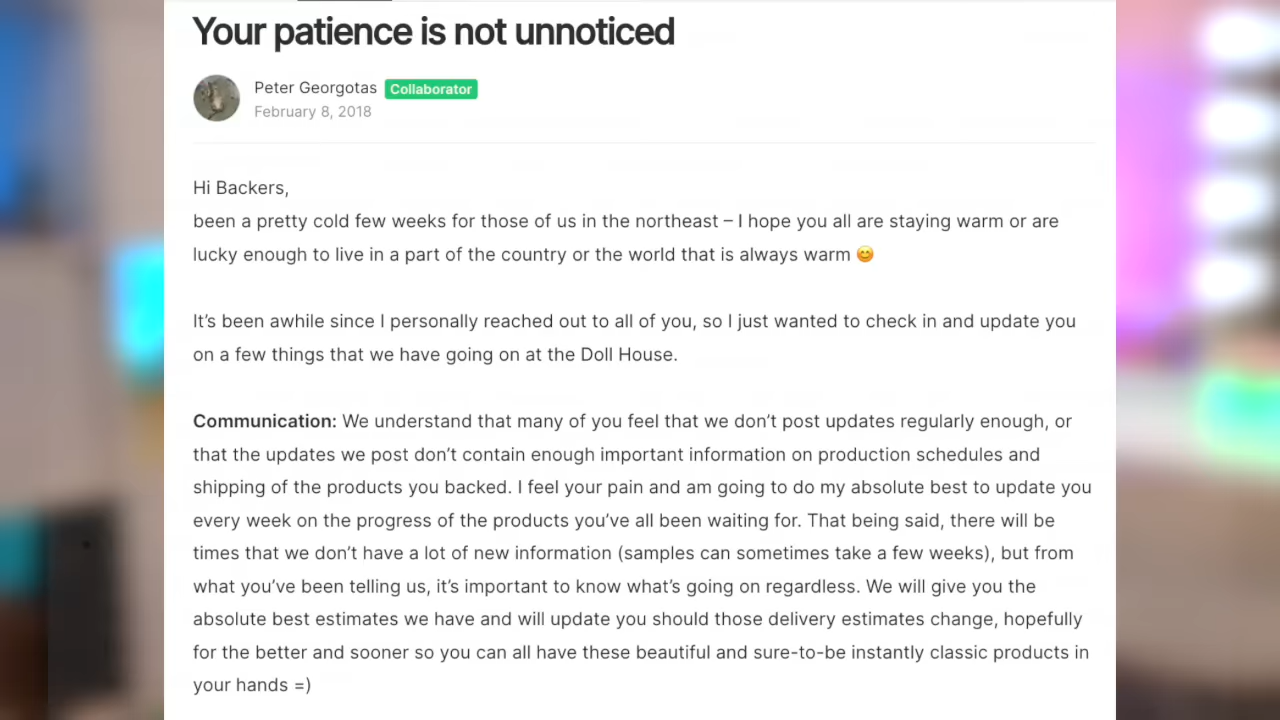 Your patience is not unnoticed
Peter Georgotas Collaborator
February 8, 2018
Hi Backers,
been a pretty cold few weeks for those of us in the northeast – I hope you all are staying warm or are
lucky enough to live in a part of the country or the world that is always warm 😊
It’s been awhile since I personally reached out to all of you, so I just wanted to check in and update you
on a few things that we have going on at the Doll House.
Communication: We understand that many of you feel that we don’t post updates regularly enough, or
that the updates we post don’t contain enough important information on production schedules and
shipping of the products you backed. I feel your pain and am going to do my absolute best to update you
every week on the progress of the products you’ve all been waiting for. That being said, there will be
times that we don’t have a lot of new information (samples can sometimes take a few weeks), but from
what you’ve been telling us, it’s important to know what’s going on regardless. We will give you the
absolute best estimates we have and will update you should those delivery estimates change, hopefully
for the better and sooner so you can all have these beautiful and sure-to-be instantly classic products in
your hands =)